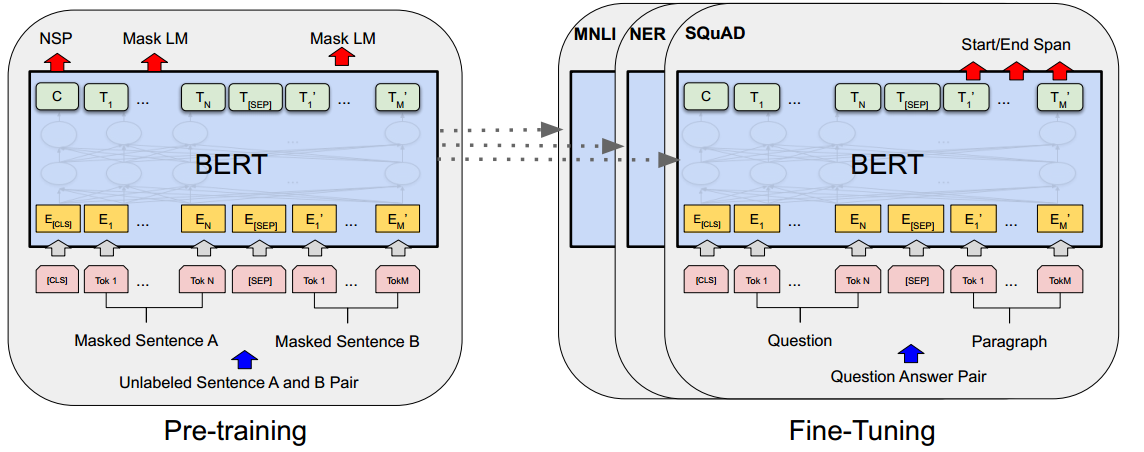 NSP Mask LM Mask LM
C T1 ... TN T[SEP] T1' ... TM'
BERT
E[CLS] E1 ... EN E[SEP] E1' ... EM'
[CLS] Tok 1 ... Tok N [SEP] Tok 1 ... TokM
Masked Sentence A Masked Sentence B
Unlabeled Sentence A and B Pair
Pre-training
MNLI NER SQuAD
Start/End Span
C T1 ... TN T[SEP] T1' ... TM'
BERT
E[CLS] E1 ... EN E[SEP] E1' ... EM'
[CLS] Tok 1 ... Tok N [SEP] Tok 1 ... TokM
Question Paragraph
Question Answer Pair
Fine-Tuning